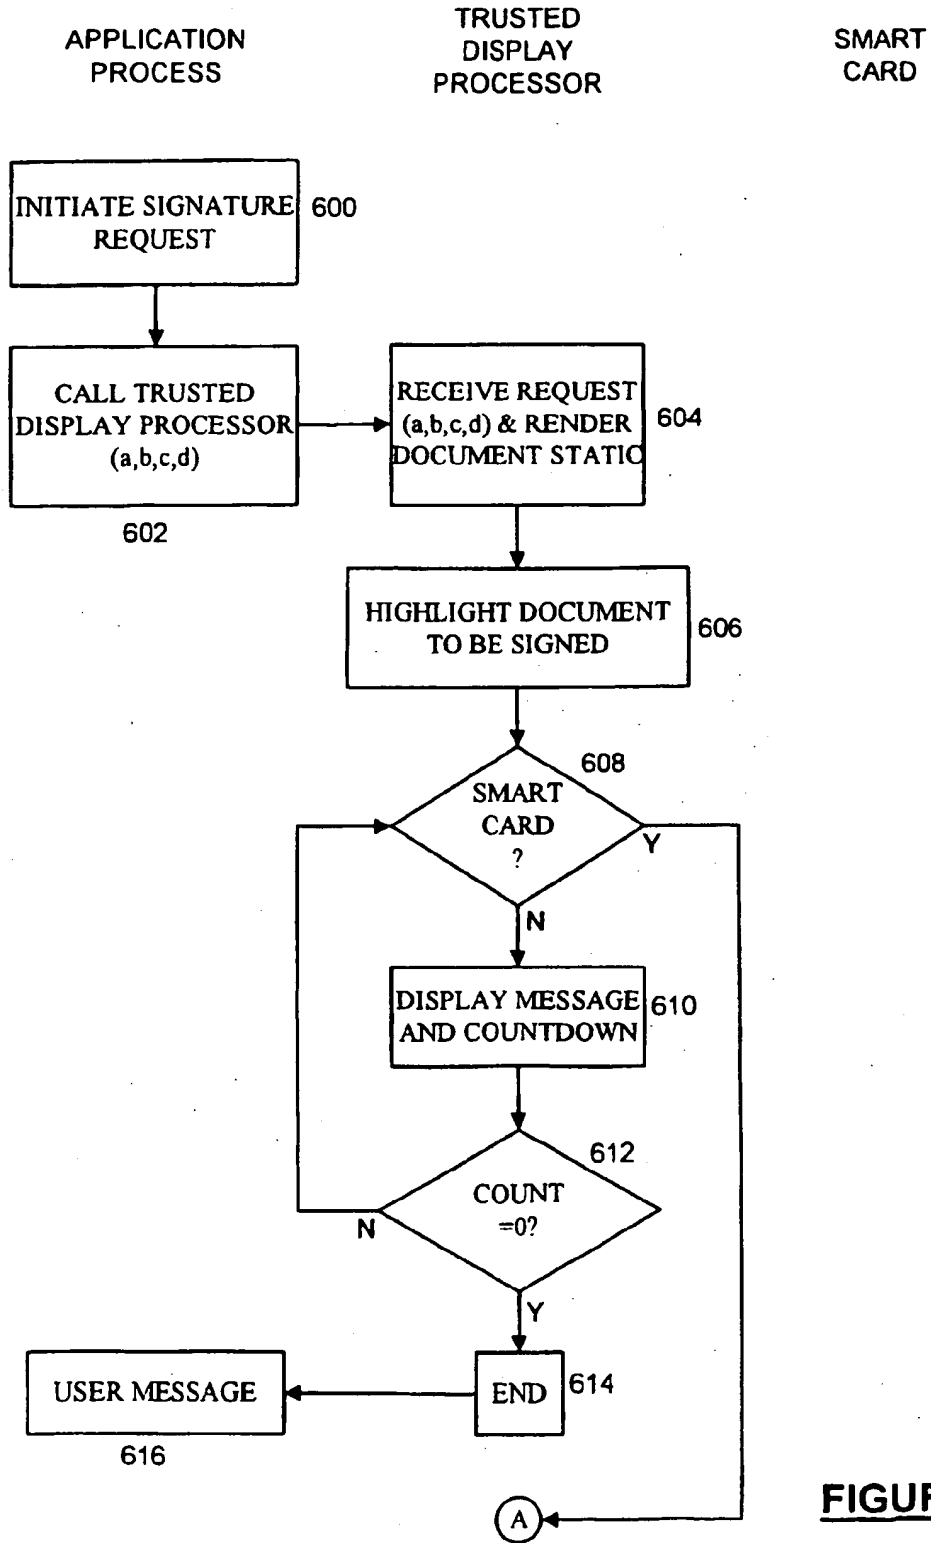 APPLICATION
PROCESS
TRUSTED
DISPLAY
PROCESSOR
SMART
CARD
INITIATE SIGNATURE
REQUEST
600
CALL TRUSTED
DISPLAY PROCESSOR
(a,b,c,d)
602
RECEIVE REQUEST
(a,b,c,d) & RENDER
DOCUMENT STATIC
604
HIGHLIGHT DOCUMENT
TO BE SIGNED
606
608
SMART
CARD
?
Y
N
DISPLAY MESSAGE
AND COUNTDOWN
610
612
COUNT
=0?
N
Y
USER MESSAGE
616
END
614
A